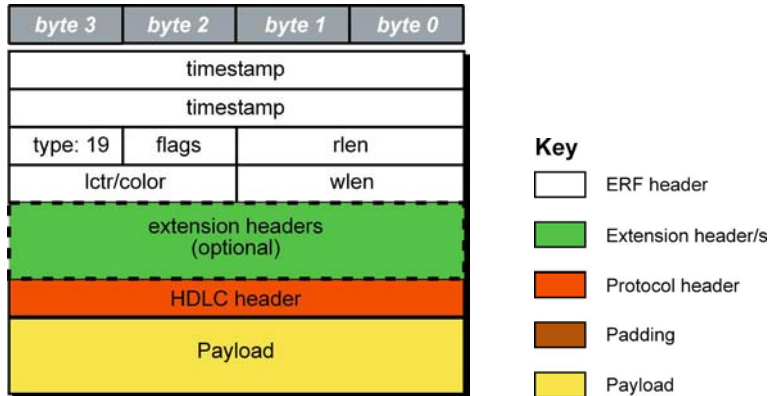 byte 3 byte 2 byte 1 byte 0
timestamp
timestamp
type: 19 flags rlen
lctr/color wlen
extension headers
(optional)
HDLC header
Payload
Key
ERF header
Extension header/s
Protocol header
Padding
Payload